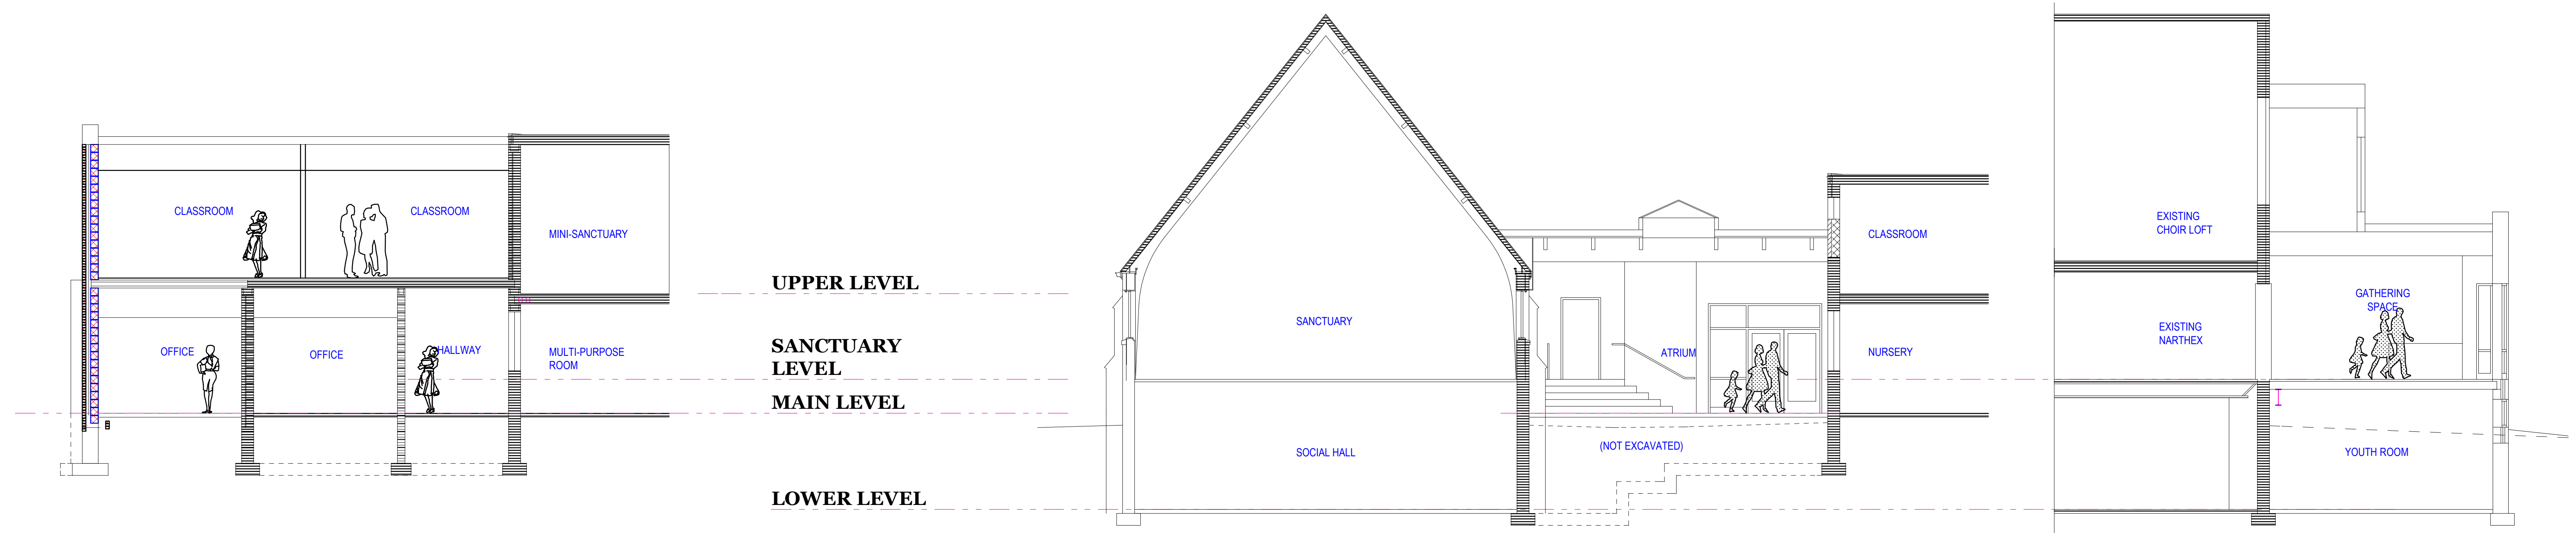 CLASSROOM
CLASSROOM
MINI-SANCTUARY
OFFICE
OFFICE
HALLWAY
MULTI-PURPOSE
ROOM
UPPER LEVEL
SANCTUARY
LEVEL
MAIN LEVEL
LOWER LEVEL
SANCTUARY
SOCIAL HALL
ATRIUM
(NOT EXCAVATED)
CLASSROOM
NURSERY
EXISTING
CHOIR LOFT
EXISTING
NARTHEX
GATHERING
SPACE
YOUTH ROOM